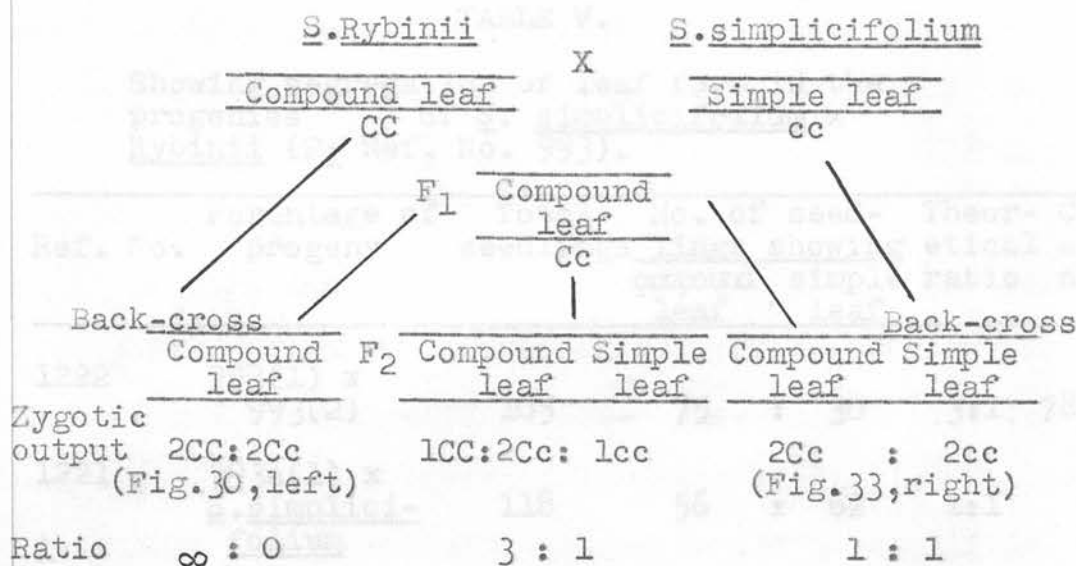 S.Rybinii S.simplicifolium
X
Compound leaf Simple leaf
CC cc
F1 Compound
leaf
Cc
Back-cross Back-cross
Compound F2 Compound Simple Compound Simple
leaf leaf leaf leaf leaf
Zygotic
output 2CC:2Cc 1CC:2Cc: 1cc 2Cc : 2cc
(Fig.30,left) (Fig.33,right)
Ratio ∞ : 0 3 : 1 1 : 1